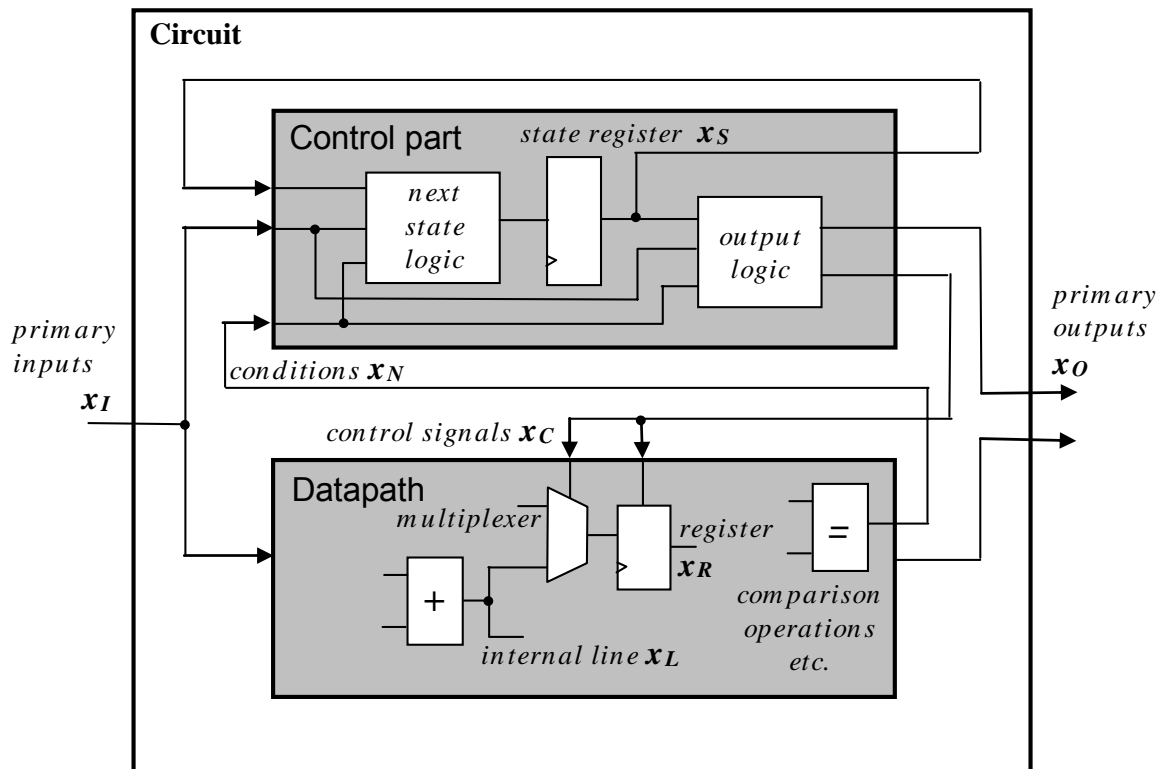 Circuit
Control part
state register xS
next
state
logic
output
logic
primary
inputs
xI
primary
outputs
xO
conditions xN
control signals xC
Datapath
multiplexer
register
xR
=
+
comparison
operations
etc.
internal line xL